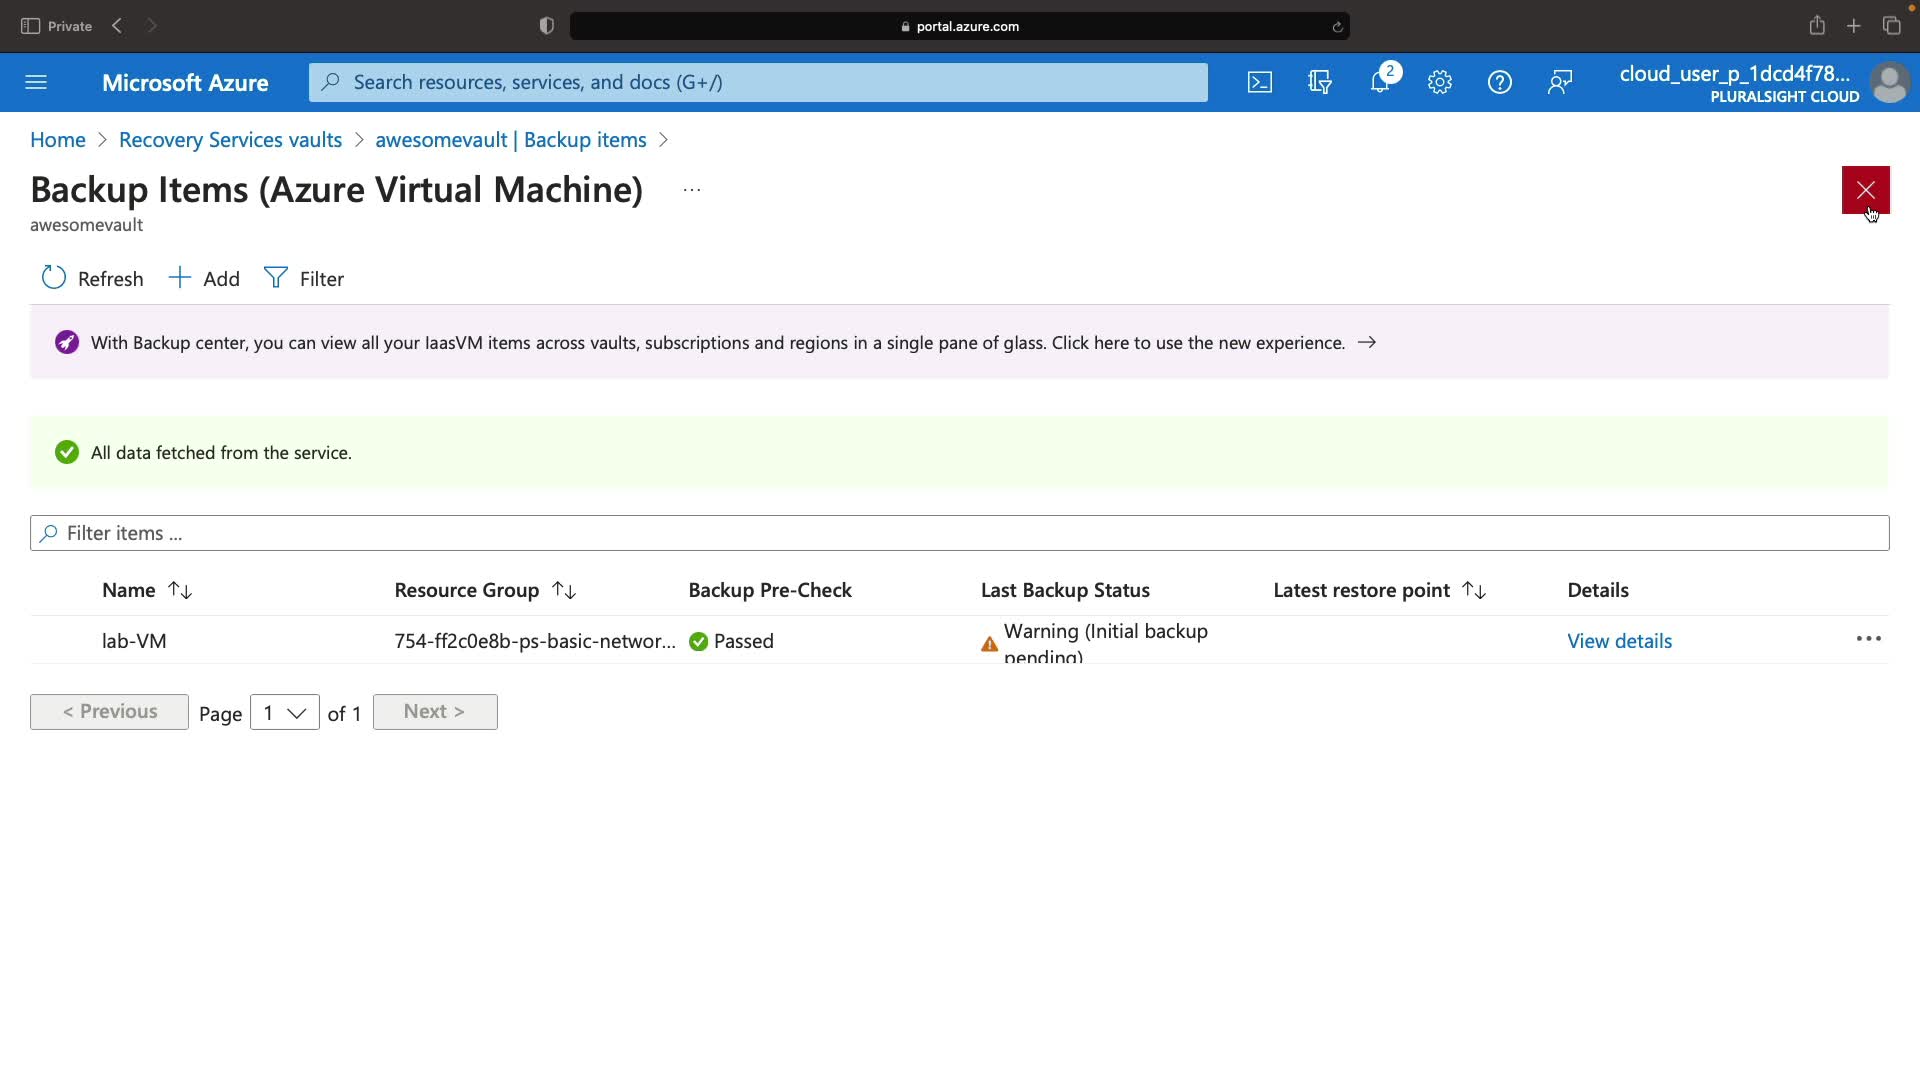 Private
portal.azure.com
Microsoft Azure
Search resources, services, and docs (G+/)
2
cloud_user_p_1dcd4f78...
PLURALSIGHT CLOUD
Home > Recovery Services vaults > awesomevault | Backup items >
Backup Items (Azure Virtual Machine) ...
awesomevault
Refresh + Add Filter
With Backup center, you can view all your IaasVM items across vaults, subscriptions and regions in a single pane of glass. Click here to use the new experience. →
All data fetched from the service.
Filter items ...
Name ↑↓ Resource Group ↑↓ Backup Pre-Check Last Backup Status Latest restore point ↑↓ Details
lab-VM 754-ff2c0e8b-ps-basic-networ... Passed Warning (Initial backup
pending) View details ...
< Previous Page 1 of 1 Next >